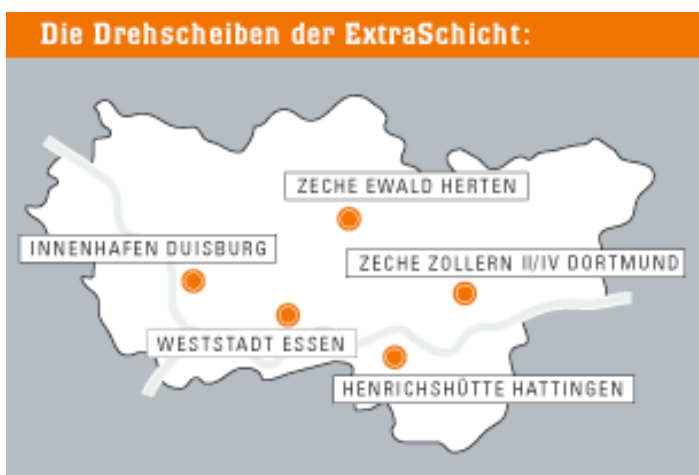 Die Drehscheiben der ExtraSchicht:
ZECHE EWALD HERTEN
INNENHAFEN DUISBURG
ZECHE ZOLLERN II/IV DORTMUND
WESTSTADT ESSEN
HENRICHSHÜTTE HATTINGEN